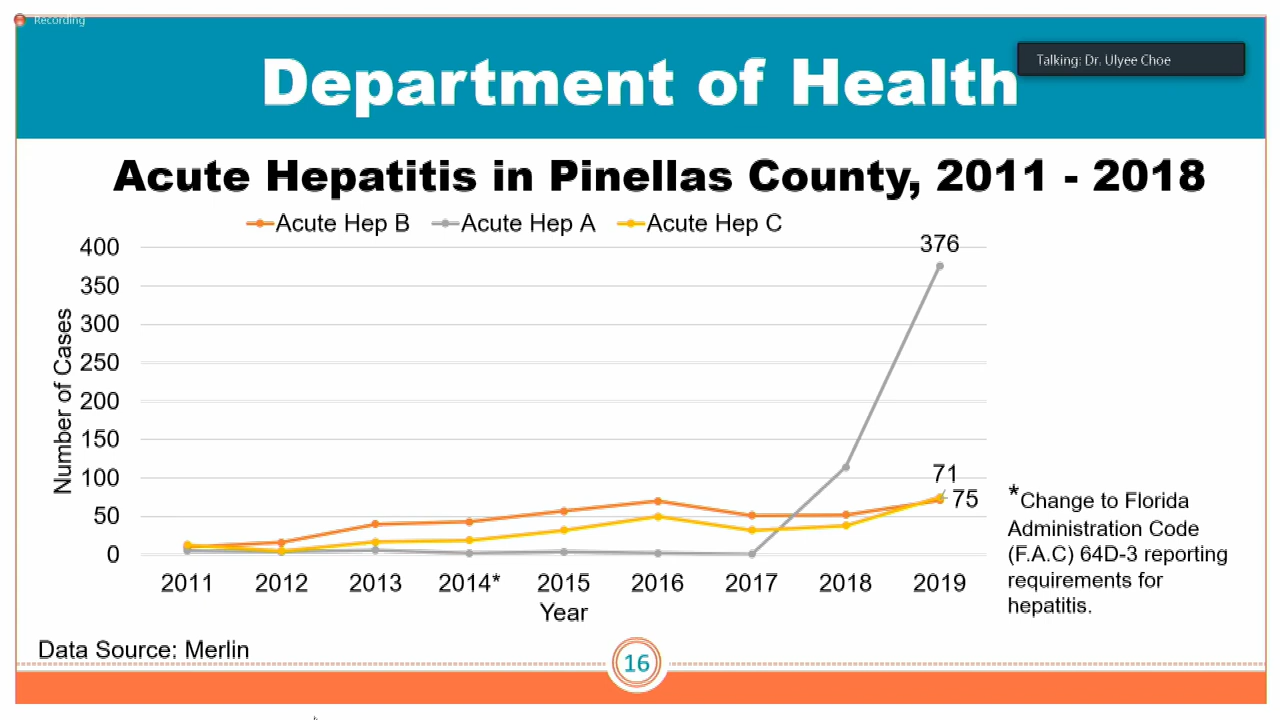 Recording
Talking: Dr. Ulyee Choe
Department of Health
Acute Hepatitis in Pinellas County, 2011 - 2018
Acute Hep B Acute Hep A Acute Hep C
400
350
300
250
200
150
100
50
0
Number of Cases
376
71
75
2011 2012 2013 2014* 2015 2016 2017 2018 2019
Year
*Change to Florida
Administration Code
(F.A.C) 64D-3 reporting
requirements for
hepatitis.
Data Source: Merlin
16